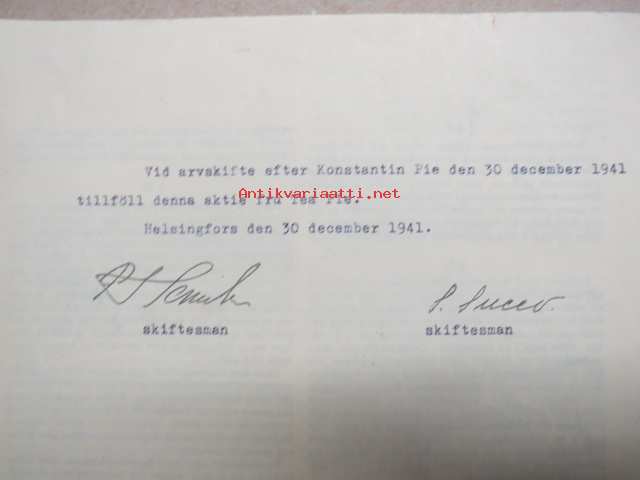 Vid arvskifte efter Konstantin Pie den 30 december 1941
Antikvariaatti.net
tillföll denna aktie fru Pie.
Helsingfors den 30 december 1941.
S. Succo.
skiftesman
skiftesman